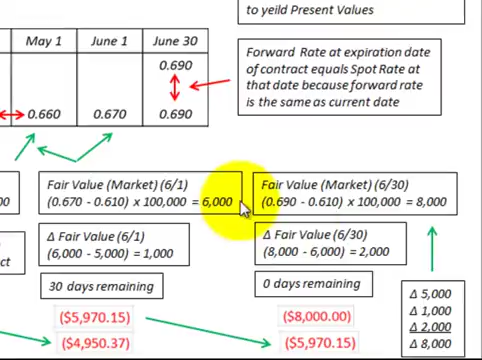 to yeild Present Values
May 1 June 1 June 30
0.690
0.660 0.670 0.690
Forward Rate at expiration date
of contract equals Spot Rate at
that date because forward rate
is the same as current date
00
Fair Value (Market) (6/1)
(0.670 - 0.610) x 100,000 = 6,000
Fair Value (Market) (6/30)
(0.690 - 0.610) x 100,000 = 8,000
ct
Δ Fair Value (6/1)
(6,000 - 5,000) = 1,000
Δ Fair Value (6/30)
(8,000 - 6,000) = 2,000
30 days remaining
0 days remaining
($5,970.15)
($4,950.37)
($8,000.00)
($5,970.15)
Δ 5,000
Δ 1,000
Δ 2,000
Δ 8,000